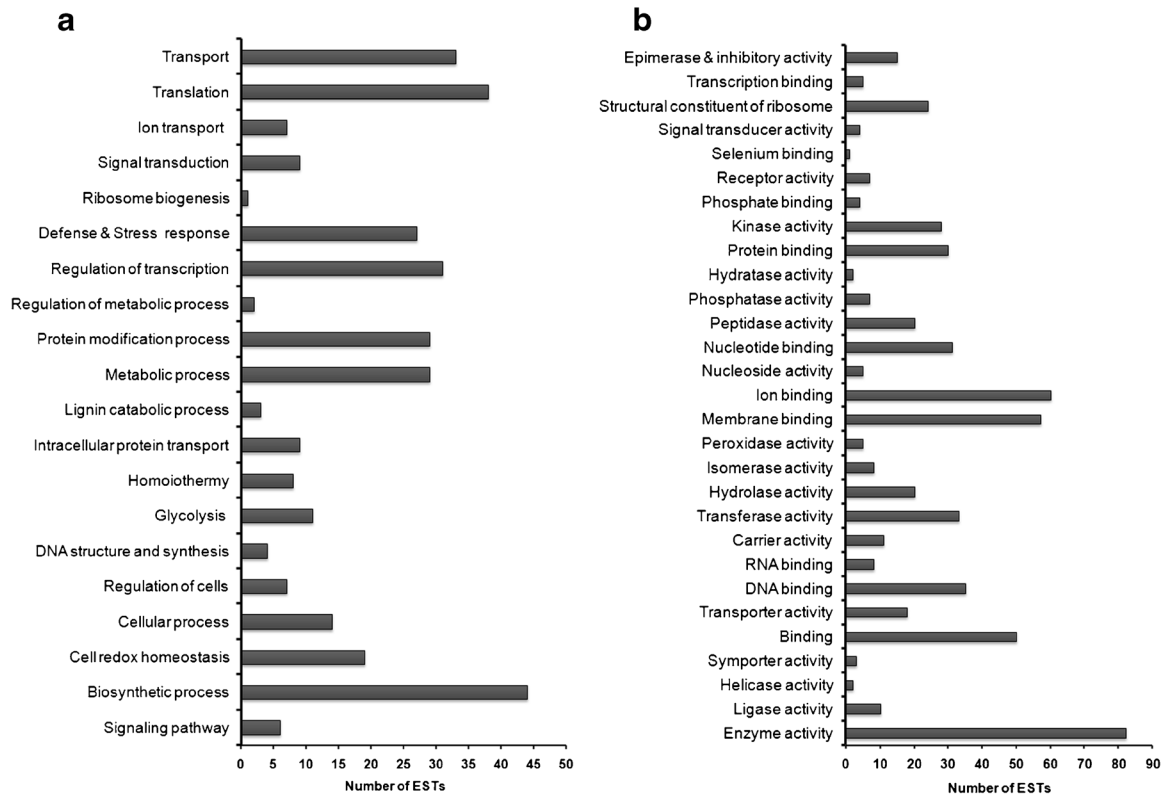 a
Transport
Translation
Ion transport
Signal transduction
Ribosome biogenesis
Defense & Stress response
Regulation of transcription
Regulation of metabolic process
Protein modification process
Metabolic process
Lignin catabolic process
Intracellular protein transport
Homoiothermy
Glycolysis
DNA structure and synthesis
Regulation of cells
Cellular process
Cell redox homeostasis
Biosynthetic process
Signaling pathway
0 5 10 15 20 25 30 35 40 45 50
Number of ESTs
b
Epimerase & inhibitory activity
Transcription binding
Structural constituent of ribosome
Signal transducer activity
Selenium binding
Receptor activity
Phosphate binding
Kinase activity
Protein binding
Hydratase activity
Phosphatase activity
Peptidase activity
Nucleotide binding
Nucleoside activity
Ion binding
Membrane binding
Peroxidase activity
Isomerase activity
Hydrolase activity
Transferase activity
Carrier activity
RNA binding
DNA binding
Transporter activity
Binding
Symporter activity
Helicase activity
Ligase activity
Enzyme activity
0 10 20 30 40 50 60 70 80 90
Number of ESTs